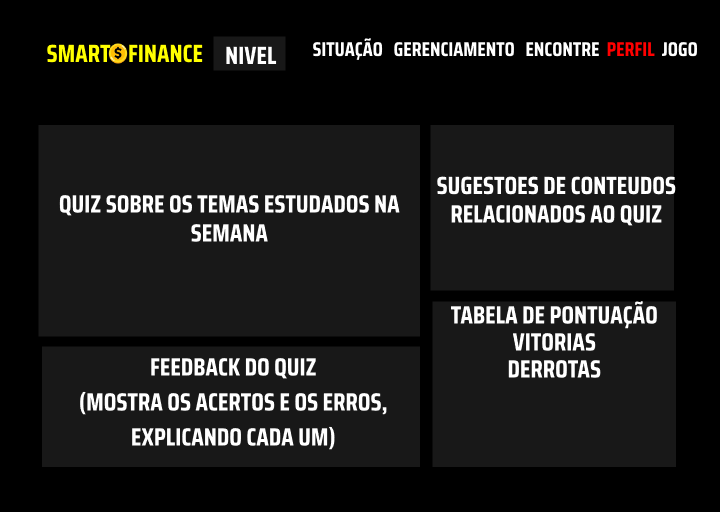 SMART$FINANCE
NIVEL
SITUAÇÃO GERENCIAMENTO ENCONTRE PERFIL JOGO
QUIZ SOBRE OS TEMAS ESTUDADOS NA
SEMANA
SUGESTOES DE CONTEUDOS
RELACIONADOS AO QUIZ
FEEDBACK DO QUIZ
(MOSTRA OS ACERTOS E OS ERROS,
EXPLICANDO CADA UM)
TABELA DE PONTUAÇÃO
VITORIAS
DERROTAS